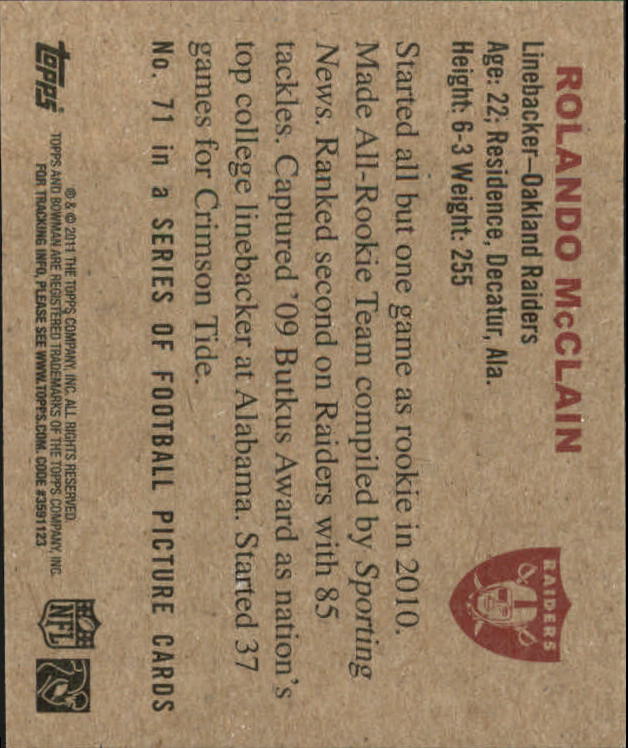 ROLANDO McCLAIN
Linebacker—Oakland Raiders
Age: 22; Residence, Decatur, Ala.
Height: 6-3 Weight: 255
RAIDERS
Started all but one game as rookie in 2010.
Made All-Rookie Team compiled by Sporting
News. Ranked second on Raiders with 85
tackles. Captured '09 Butkus Award as nation's
top college linebacker at Alabama. Started 37
games for Crimson Tide.
No. 71 in a SERIES OF FOOTBALL PICTURE CARDS
topps
® & © 2011 THE TOPPS COMPANY, INC. ALL RIGHTS RESERVED.
TOPPS AND BOWMAN ARE REGISTERED TRADEMARKS OF THE TOPPS COMPANY, INC.
FOR TRACKING INFO, PLEASE SEE WWW.TOPPS.COM. CODE #3591123
NFL